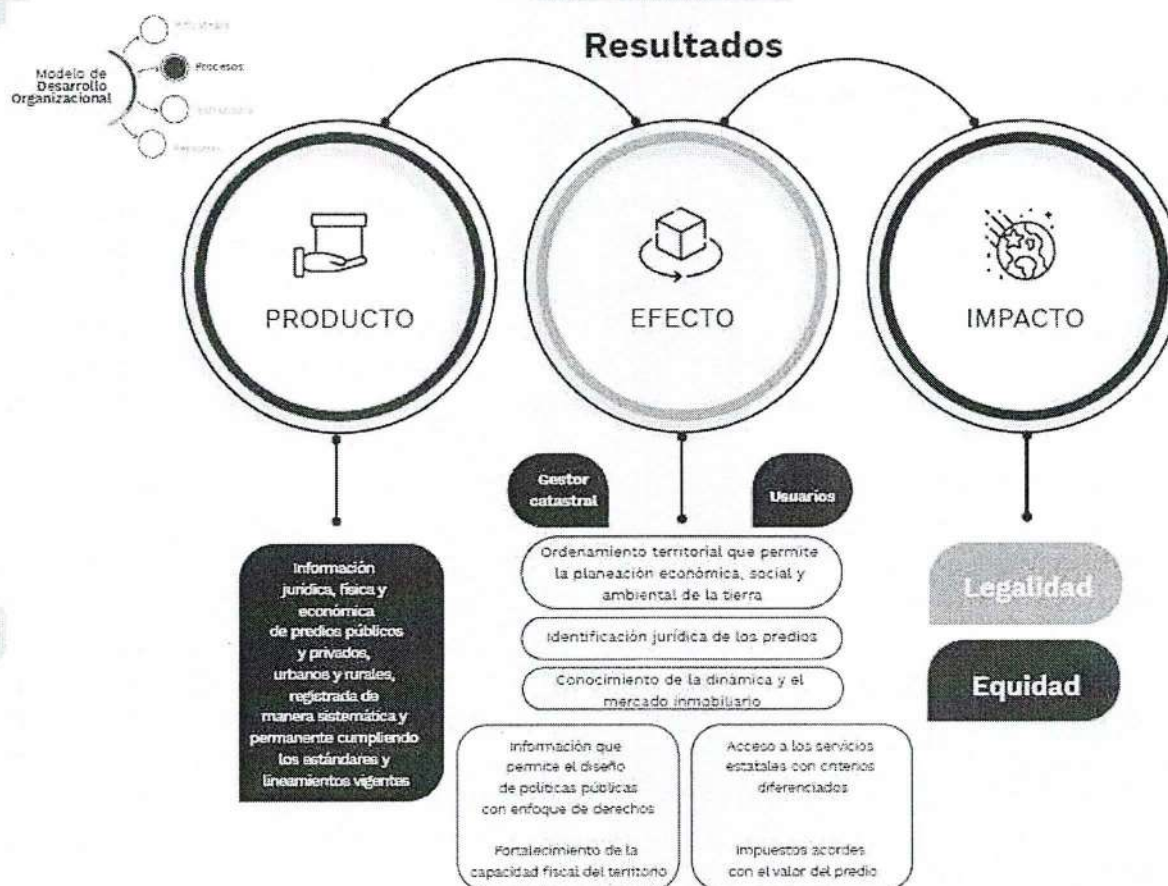 Resultados
Modelo de
Desarrollo
Organizacional
Procesos
PRODUCTO
EFECTO
IMPACTO
Información
jurídica, física y
económica
de predios públicos
y privados,
urbanos y rurales,
registrada de
manera sistemática y
permanente cumpliendo
los estándares y
lineamientos vigentes
Gestor
catastral
Usuarios
Ordenamiento territorial que permite
la planeación económica, social y
ambiental de la tierra
Identificación jurídica de los predios
Conocimiento de la dinámica y el
mercado inmobiliario
Información que
permite el diseño
de políticas públicas
con enfoque de derechos
Fortalecimiento de la
capacidad fiscal del territorio
Acceso a los servicios
estatales con criterios
diferenciados
Impuestos acordes
con el valor del predio
Legalidad
Equidad